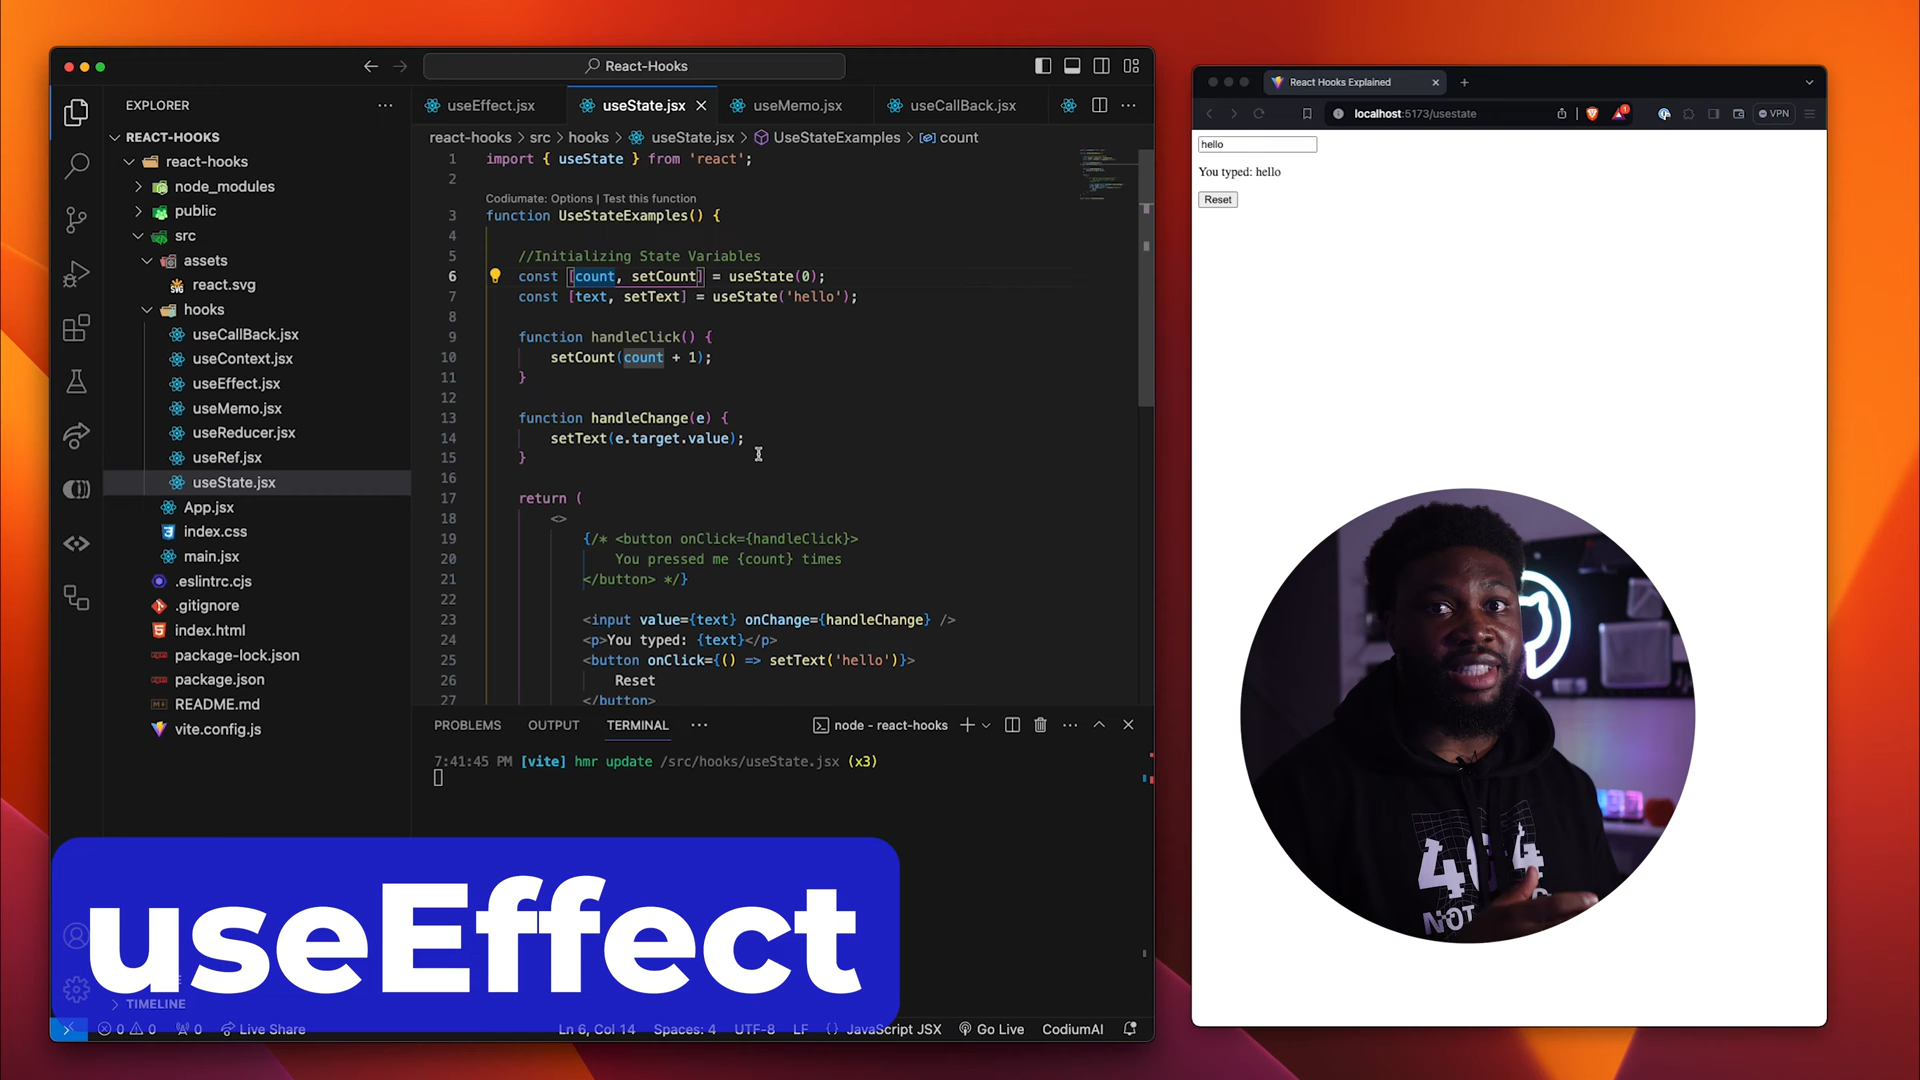 React-Hooks
EXPLORER
REACT-HOOKS
react-hooks
node_modules
public
src
assets
react.svg
hooks
useCallBack.jsx
useContext.jsx
useEffect.jsx
useMemo.jsx
useReducer.jsx
useRef.jsx
useState.jsx
App.jsx
index.css
main.jsx
.eslintrc.cjs
.gitignore
index.html
package-lock.json
package.json
README.md
vite.config.js
TIMELINE
useEffect.jsx useState.jsx useMemo.jsx useCallBack.jsx
react-hooks > src > hooks > useState.jsx > UseStateExamples > count
1 import { useState } from 'react';
2
Codiumate: Options | Test this function
3 function UseStateExamples() {
4
5 //Initializing State Variables
6 const [count, setCount] = useState(0);
7 const [text, setText] = useState('hello');
8
9 function handleClick() {
10 setCount(count + 1);
11 }
12
13 function handleChange(e) {
14 setText(e.target.value);
15 }
16
17 return (
18 <>
19 {/* <button onClick={handleClick}>
20 You pressed me {count} times
21 </button> */}
22
23 <input value={text} onChange={handleChange} />
24 <p>You typed: {text}</p>
25 <button onClick={() => setText('hello')}>
26 Reset
27 </button>
PROBLEMS OUTPUT TERMINAL node - react-hooks
7:41:45 PM [vite] hmr update /src/hooks/useState.jsx (x3)
useEffect
0 0 0 Live Share Ln 6, Col 14 Spaces: 4 UTF-8 LF {} JavaScript JSX Go Live CodiumAI
React Hooks Explained
localhost:5173/usestate
1
VPN
hello
You typed: hello
Reset
404
NOT